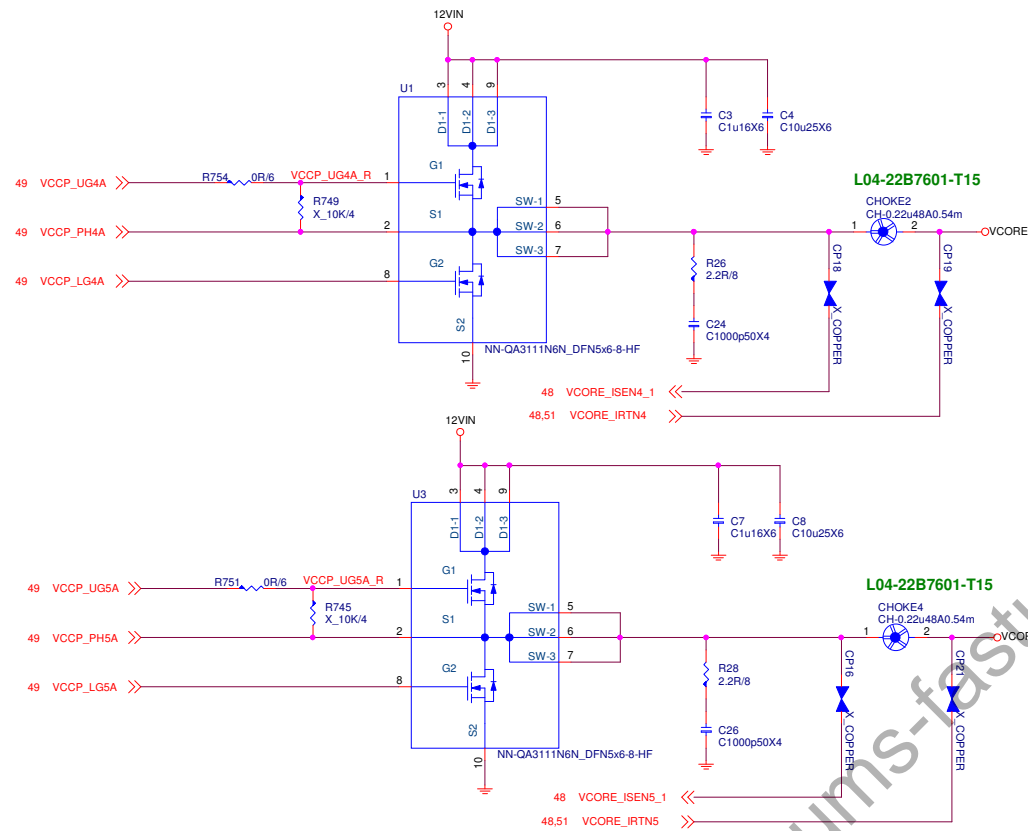 12VIN
U1
3
4
9
D1-1
D1-2
D1-3
C3
C1u16X6
C4
C10u25X6
49 VCCP_UG4A
R754
0R/6
VCCP_UG4A_R
1
G1
R749
X_10K/4
L04-22B7601-T15
CHOKE2
CH-0.22u48A0.54m
49 VCCP_PH4A
2
S1
SW-1
5
SW-2
6
SW-3
7
1
2
VCORE
49 VCCP_LG4A
8
G2
S2
10
NN-QA3111N6N_DFN5x6-8-HF
R26
2.2R/8
C24
C1000p50X4
CP18
X_COPPER
CP19
X_COPPER
48 VCORE_ISEN4_1
48,51 VCORE_IRTN4
12VIN
U3
3
4
9
D1-1
D1-2
D1-3
C7
C1u16X6
C8
C10u25X6
49 VCCP_UG5A
R751
0R/6
VCCP_UG5A_R
1
G1
R745
X_10K/4
L04-22B7601-T15
CHOKE4
CH-0.22u48A0.54m
49 VCCP_PH5A
2
S1
SW-1
5
SW-2
6
SW-3
7
1
2
VCOR
49 VCCP_LG5A
8
G2
S2
10
NN-QA3111N6N_DFN5x6-8-HF
R28
2.2R/8
C26
C1000p50X4
CP16
X_COPPER
CP21
X_COPPER
48 VCORE_ISEN5_1
48,51 VCORE_IRTN5